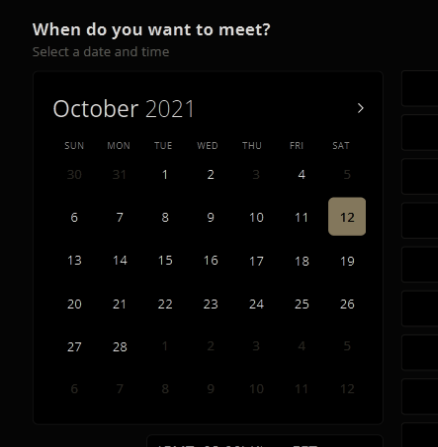 When do you want to meet?
Select a date and time
October 2021
SUN MON TUE WED THU FRI SAT
30 31 1 2 3 4 5
6 7 8 9 10 11 12
13 14 15 16 17 18 19
20 21 22 23 24 25 26
27 28 1 2 3 4 5
6 7 8 9 10 11 12